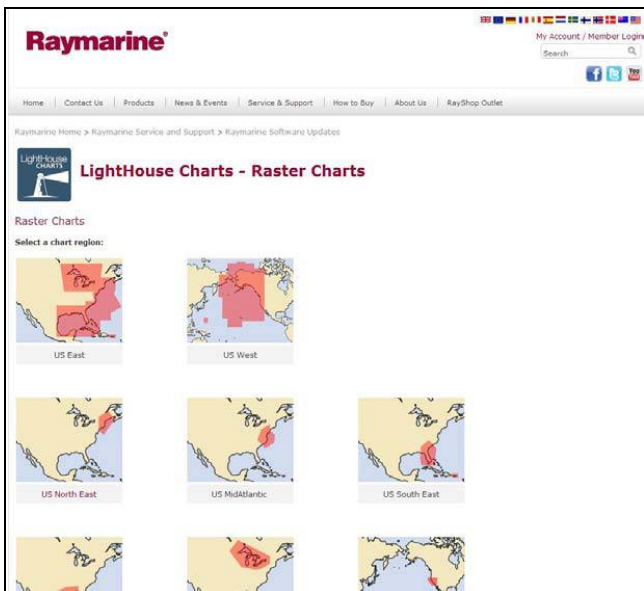 Raymarine®
My Account / Member Login
Search
You
Home | Contact Us | Products | News & Events | Service & Support | How to Buy | About Us | RayShop Outlet
Raymarine Home > Raymarine Service and Support > Raymarine Software Updates
LightHouse
CHARTS
LightHouse Charts - Raster Charts
Raster Charts
Select a chart region:
US East
US West
US North East
US MidAtlantic
US South East